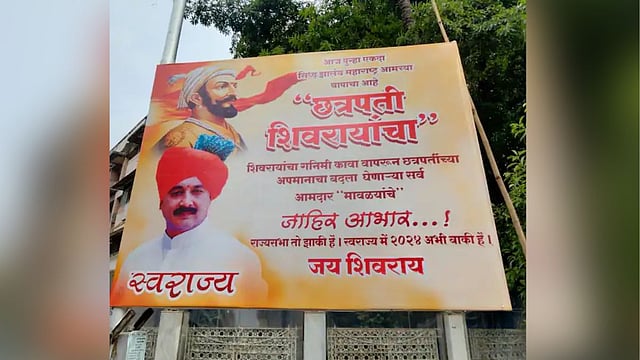 आज पुन्हा एकदा
सिध्द झालंय महाराष्ट्र आमच्या
बापाचा आहे
“छत्रपती
शिवरायांचा”
शिवरायांचा गनिमी कावा वापरून छत्रपतींच्या
अपमानाचा बदला घेणाऱ्या सर्व
आमदार “मावळ्यांचे”
जाहिर आभार...!
राज्यसभा तो झाकी हैं। स्वराज्य में २०२४ अभी बाकी हैं।
जय शिवराय
स्वराज्य